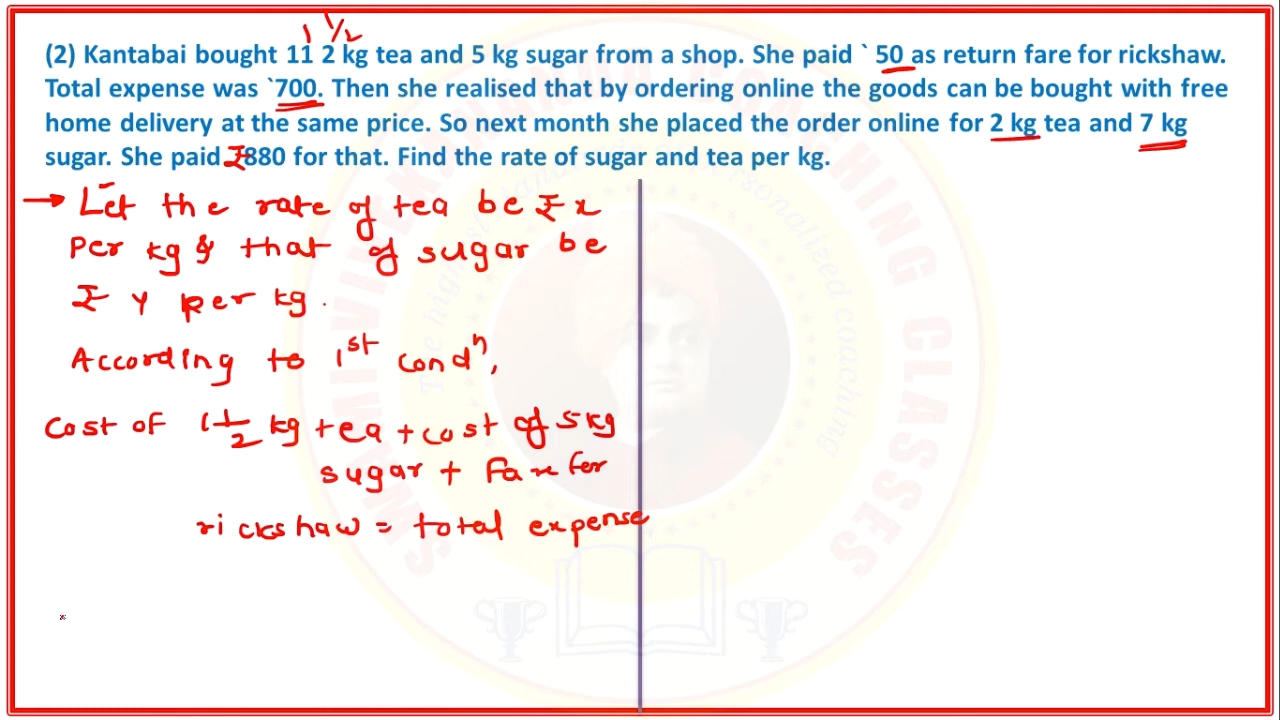 1 1/2
(2) Kantabai bought 11 2 kg tea and 5 kg sugar from a shop. She paid ` 50 as return fare for rickshaw.
Total expense was `700. Then she realised that by ordering online the goods can be bought with free
home delivery at the same price. So next month she placed the order online for 2 kg tea and 7 kg
sugar. She paid ₹880 for that. Find the rate of sugar and tea per kg.
→ Let the rate of tea be ₹ x
Per kg & that of sugar be
₹ y per kg.
According to 1st condn,
Cost of 1 1/2 kg tea + cost of 5 kg
sugar + Fare for
rickshaw = total expense
SWAMI VIVEKANANDA COACHING CLASSES